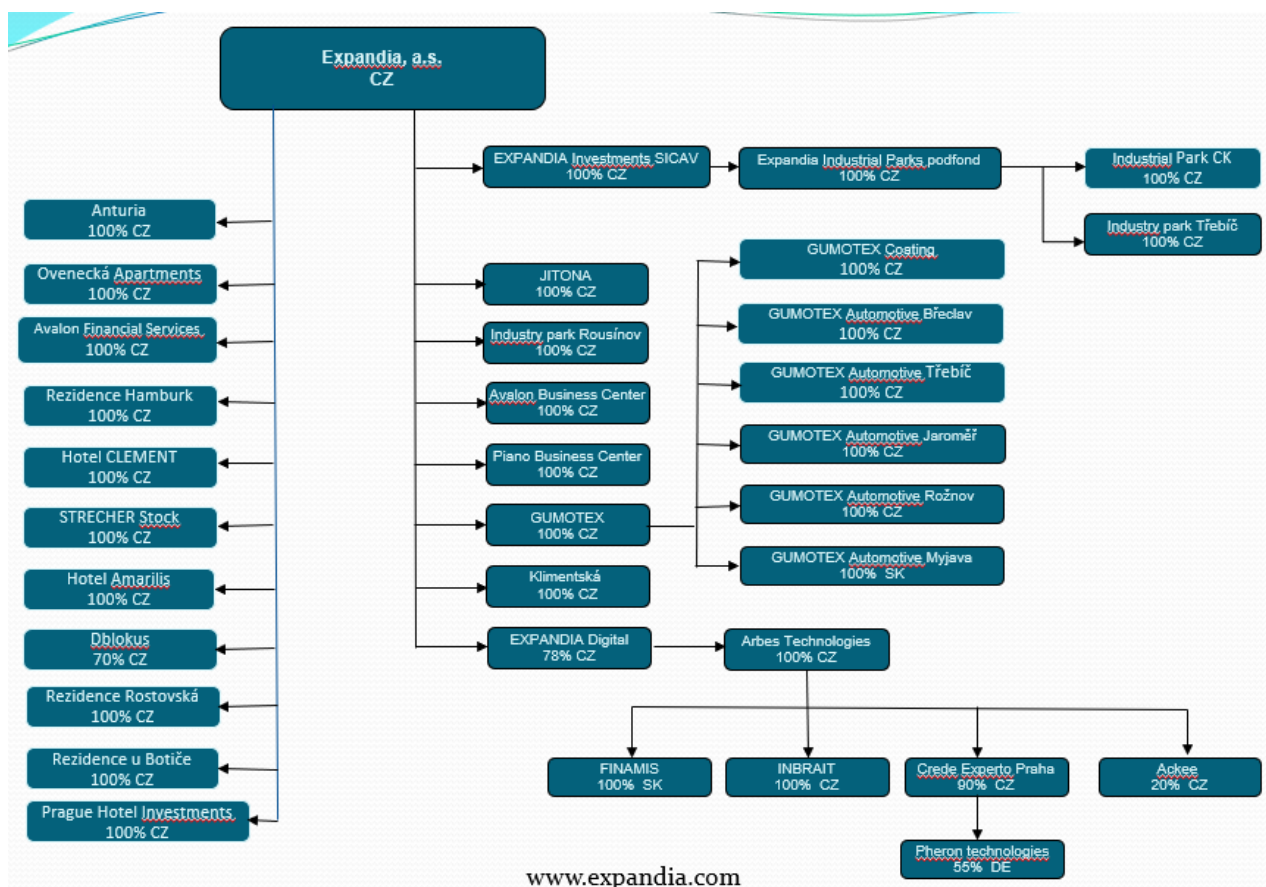 Expandia, a.s.
CZ
Anturia
100% CZ
Ovenecká Apartments
100% CZ
Avalon Financial Services
100% CZ
Rezidence Hamburk
100% CZ
Hotel CLEMENT
100% CZ
STRECHER Stock
100% CZ
Hotel Amarilis
100% CZ
Dblokus
70% CZ
Rezidence Rostovská
100% CZ
Rezidence u Botiče
100% CZ
Prague Hotel Investments
100% CZ
EXPANDIA Investments SICAV
100% CZ
Expandia Industrial Parks podfond
100% CZ
Industrial Park CK
100% CZ
Industry park Třebíč
100% CZ
JITONA
100% CZ
Industry park Rousínov
100% CZ
Avalon Business Center
100% CZ
Piano Business Center
100% CZ
GUMOTEX
100% CZ
Klimentská
100% CZ
EXPANDIA Digital
78% CZ
GUMOTEX Coating
100% CZ
GUMOTEX Automotive Břeclav
100% CZ
GUMOTEX Automotive Třebíč
100% CZ
GUMOTEX Automotive Jaroměř
100% CZ
GUMOTEX Automotive Rožnov
100% CZ
GUMOTEX Automotive Myjava
100% SK
Arbes Technologies
100% CZ
FINAMIS
100% SK
INBRAIT
100% CZ
Crede Experto Praha
90% CZ
Ackee
20% CZ
Pheron technologies
55% DE
www.expandia.com